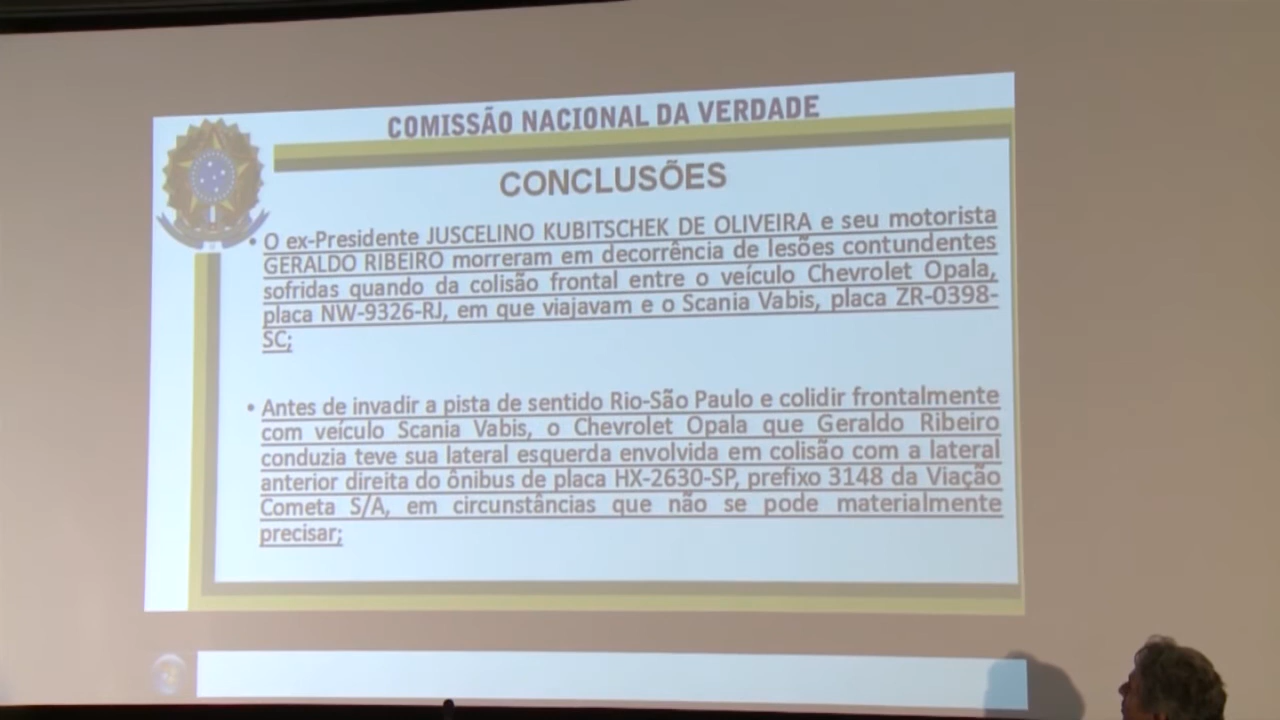 COMISSÃO NACIONAL DA VERDADE
CONCLUSÕES
• O ex-Presidente JUSCELINO KUBITSCHEK DE OLIVEIRA e seu motorista
GERALDO RIBEIRO morreram em decorrência de lesões contundentes
sofridas quando da colisão frontal entre o veículo Chevrolet Opala,
placa NW-9326-RJ, em que viajavam e o Scania Vabis, placa ZR-0398-
SC;
• Antes de invadir a pista de sentido Rio-São Paulo e colidir frontalmente
com veículo Scania Vabis, o Chevrolet Opala que Geraldo Ribeiro
conduzia teve sua lateral esquerda envolvida em colisão com a lateral
anterior direita do ônibus de placa HX-2630-SP, prefixo 3148 da Viação
Cometa S/A, em circunstâncias que não se pode materialmente
precisar;